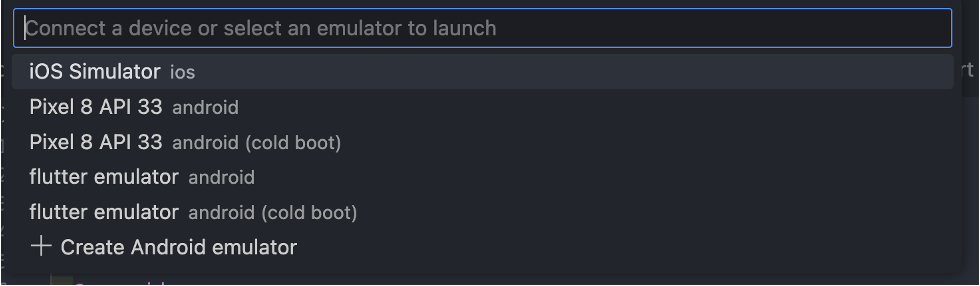 Connect a device or select an emulator to launch
iOS Simulator ios
Pixel 8 API 33 android
Pixel 8 API 33 android (cold boot)
flutter emulator android
flutter emulator android (cold boot)
+ Create Android emulator